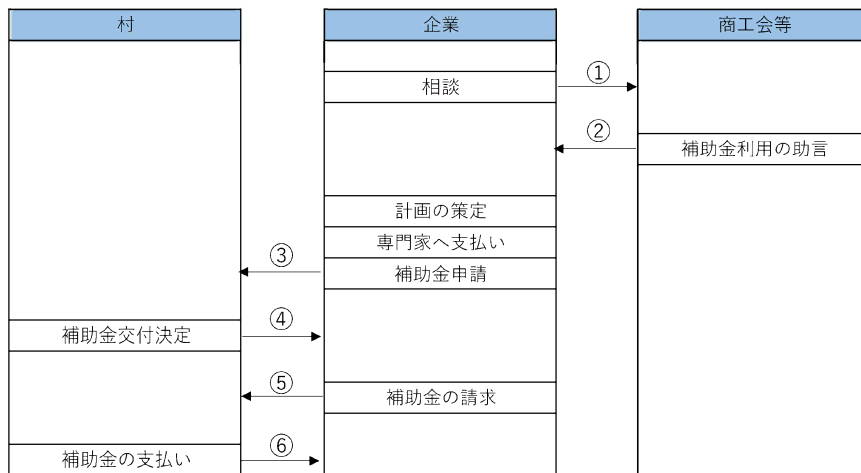 村
企業
商工会等
相談
①
②
補助金利用の助言
計画の策定
専門家へ支払い
③
補助金申請
補助金交付決定
④
⑤
補助金の請求
補助金の支払い
⑥